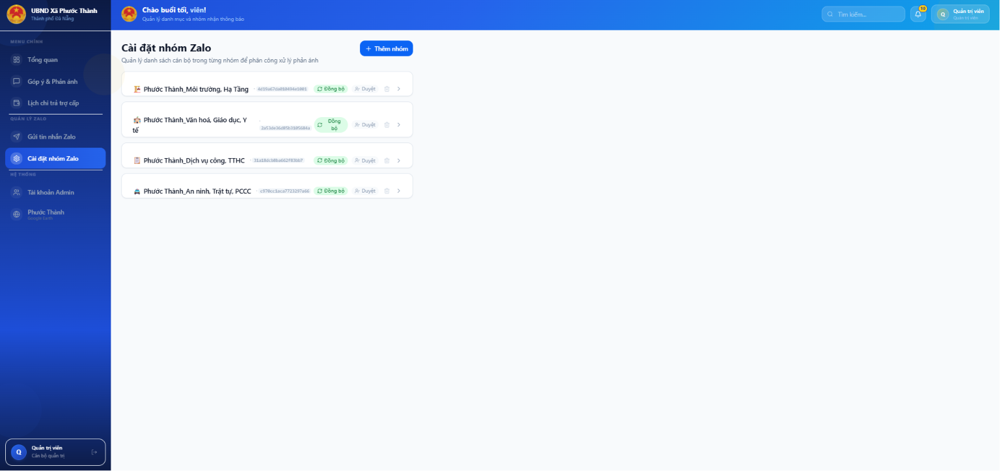 UBND Xã Phước Thành
Thành phố Đà Nẵng
MENU CHÍNH
Tổng quan
Góp ý & Phản ánh
Lịch chi trả trợ cấp
QUẢN LÝ ZALO
Gửi tin nhắn Zalo
Cài đặt nhóm Zalo
HỆ THỐNG
Tài khoản Admin
Phước Thành
Google Earth
Q
Quản trị viên
Cán bộ quản trị
Chào buổi tối, viên!
Quản lý danh mục và nhóm nhận thông báo
Tìm kiếm...
10
Q
Quản trị viên
Quản trị viên
Cài đặt nhóm Zalo
Quản lý danh sách cán bộ trong từng nhóm để phân công xử lý phản ánh
+ Thêm nhóm
Phước Thành_Môi trường, Hạ Tầng · 4d19a67da010494e1001 Đồng bộ Duyệt
Phước Thành_Văn hoá, Giáo dục, Y
tế
· 2a53de36d85b3105684a
Đồng
bộ
Duyệt
Phước Thành_Dịch vụ công, TTHC · 31a18dcb8ba662f83bb7 Đồng bộ Duyệt
Phước Thành_An ninh, Trật tự, PCCC · c970cc1aca7723297a66 Đồng bộ Duyệt